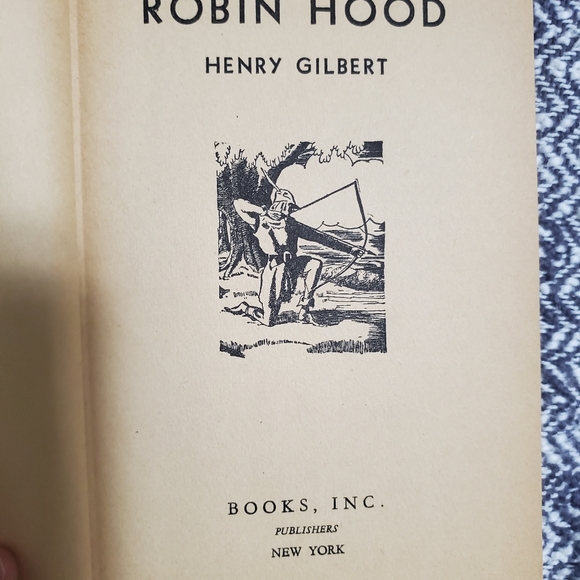 ROBIN HOOD
HENRY GILBERT
BOOKS, INC.
PUBLISHERS
NEW YORK